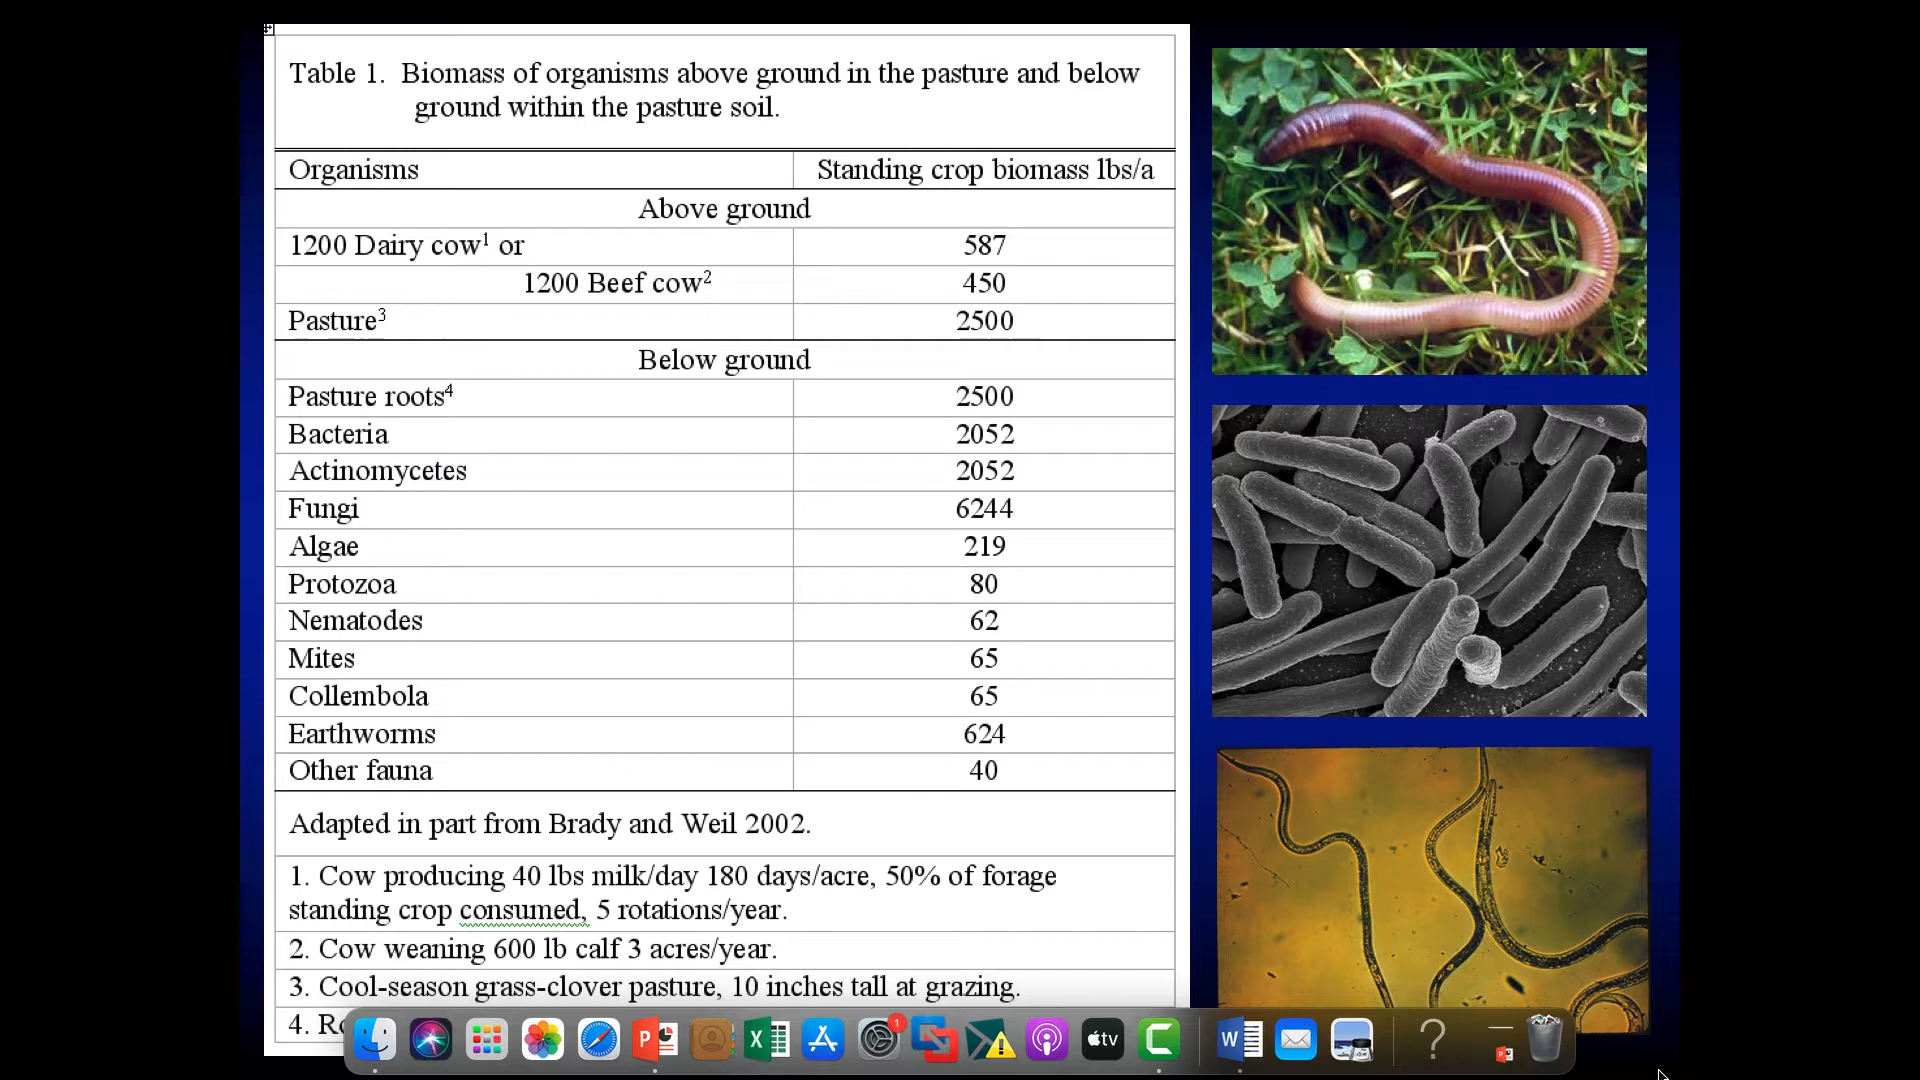 Table 1. Biomass of organisms above ground in the pasture and below
ground within the pasture soil.
Organisms Standing crop biomass lbs/a
Above ground
1200 Dairy cow¹ or 587
1200 Beef cow² 450
Pasture³ 2500
Below ground
Pasture roots⁴ 2500
Bacteria 2052
Actinomycetes 2052
Fungi 6244
Algae 219
Protozoa 80
Nematodes 62
Mites 65
Collembola 65
Earthworms 624
Other fauna 40
Adapted in part from Brady and Weil 2002.
1. Cow producing 40 lbs milk/day 180 days/acre, 50% of forage
standing crop consumed, 5 rotations/year.
2. Cow weaning 600 lb calf 3 acres/year.
3. Cool-season grass-clover pasture, 10 inches tall at grazing.
4.
P X 1 tv C W ?